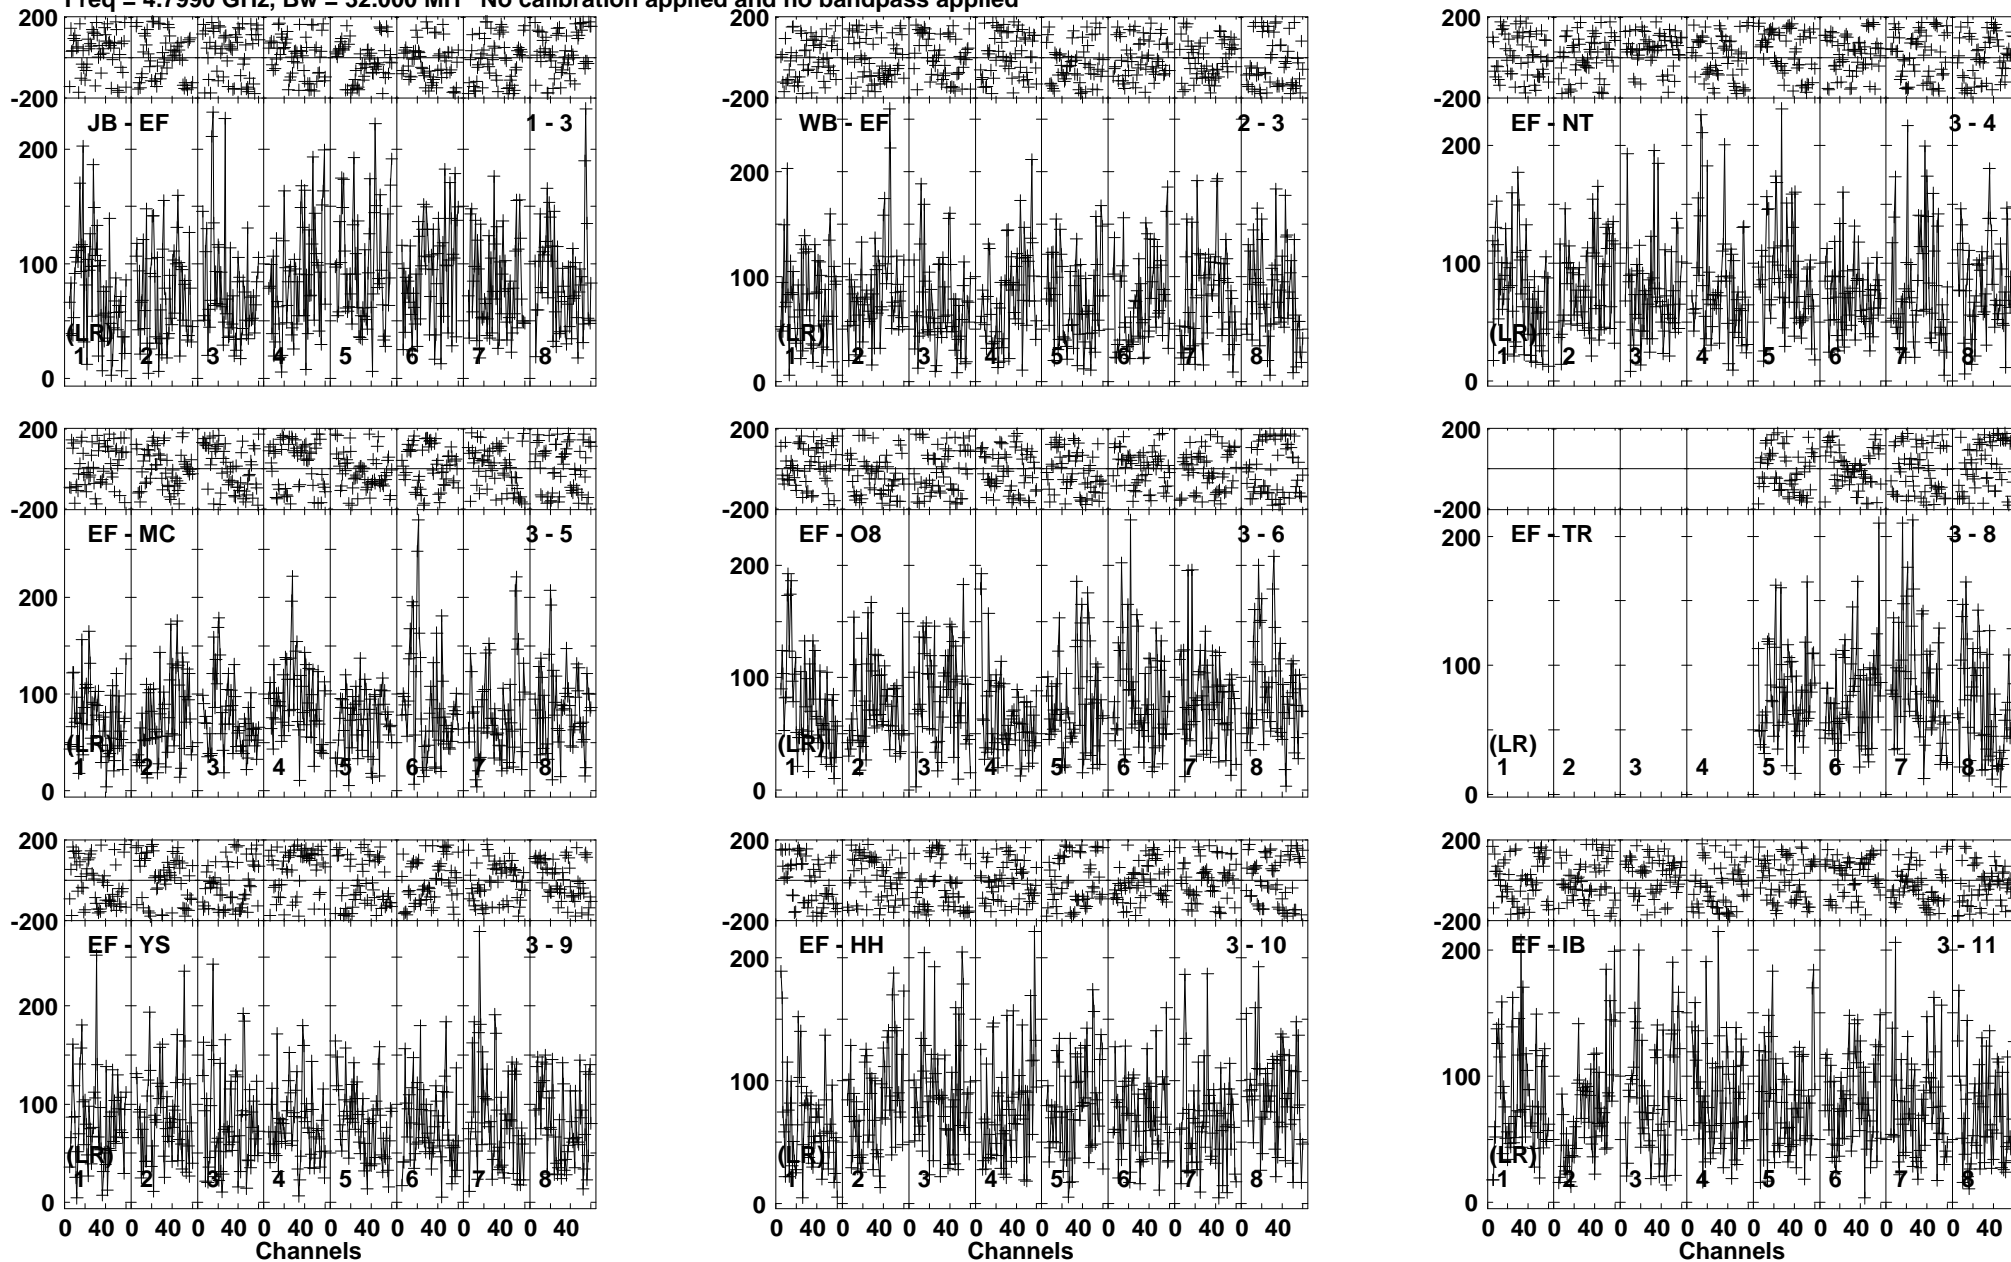 Freq = 4.7990 GHz, Bw = 32.000 MH No calibration applied and no bandpass applied
200 200 200
-200 -200 -200
JB - EF 1 - 3 WB - EF 2 - 3 EF - NT 3 - 4
200 200 200
100 100 100
(LR) (LR) (LR)
1 2 3 4 5 6 7 8 1 2 3 4 5 6 7 8 1 2 3 4 5 6 7 8
0 0 0
200 200 200
-200 -200 -200
EF - MC 3 - 5 EF - O8 3 - 6 EF - TR 3 - 8
200 200 200
100 100 100
(LR) (LR) (LR)
1 2 3 4 5 6 7 8 1 2 3 4 5 6 7 8 1 2 3 4 5 6 7 8
0 0 0
200 200 200
-200 -200 -200
EF - YS 3 - 9 EF - HH 3 - 10 EF - IB 3 - 11
200 200 200
100 100 100
(LR) (LR) (LR)
1 2 3 4 5 6 7 8 1 2 3 4 5 6 7 8 1 2 3 4 5 6 7 8
0 0 0
0 40 0 40 0 40 0 40 0 40 0 40 0 40 0 40 0 40 0 40 0 40 0 40 0 40 0 40 0 40 0 40 0 40 0 40 0 40 0 40 0 40 0 40 0 40 0 40
Channels Channels Channels